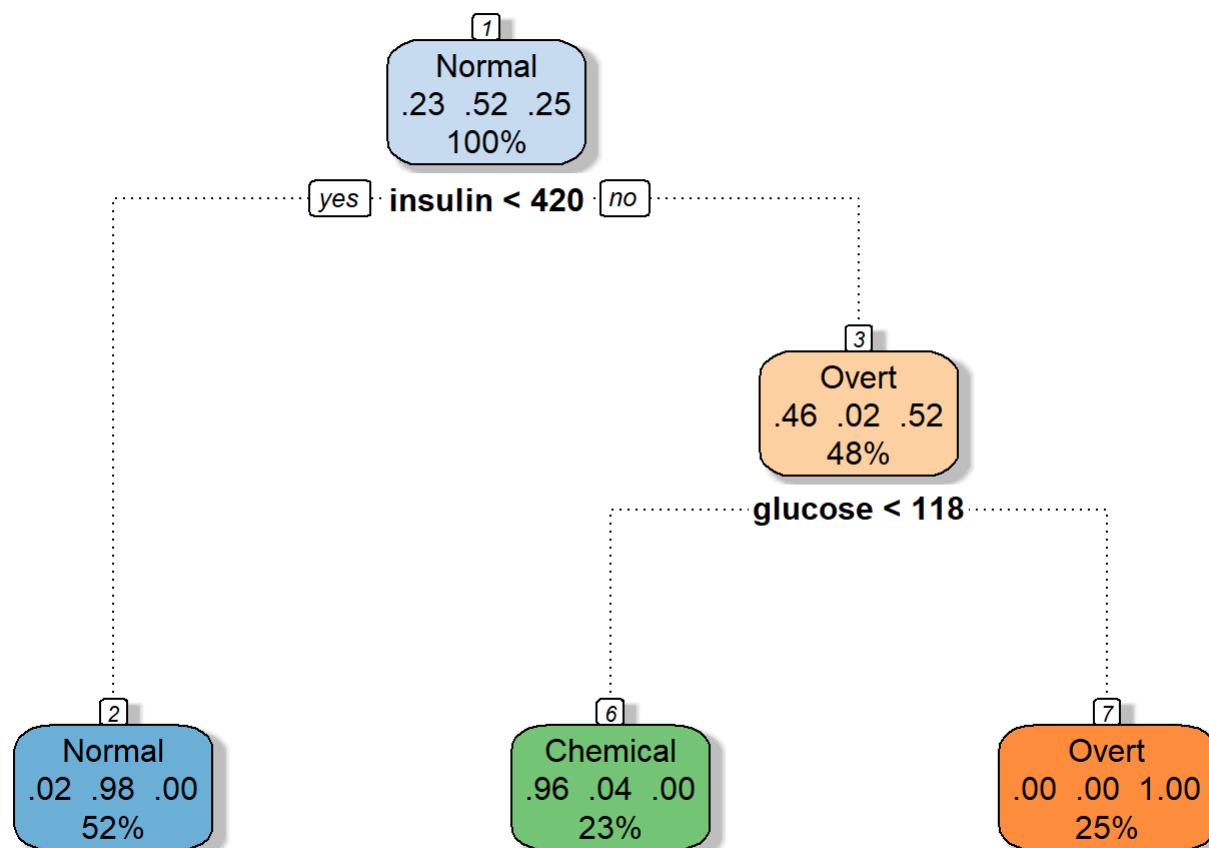 1
Normal
.23 .52 .25
100%
yes insulin < 420 no
3
Overt
.46 .02 .52
48%
glucose < 118
2
Normal
.02 .98 .00
52%
6
Chemical
.96 .04 .00
23%
7
Overt
.00 .00 1.00
25%